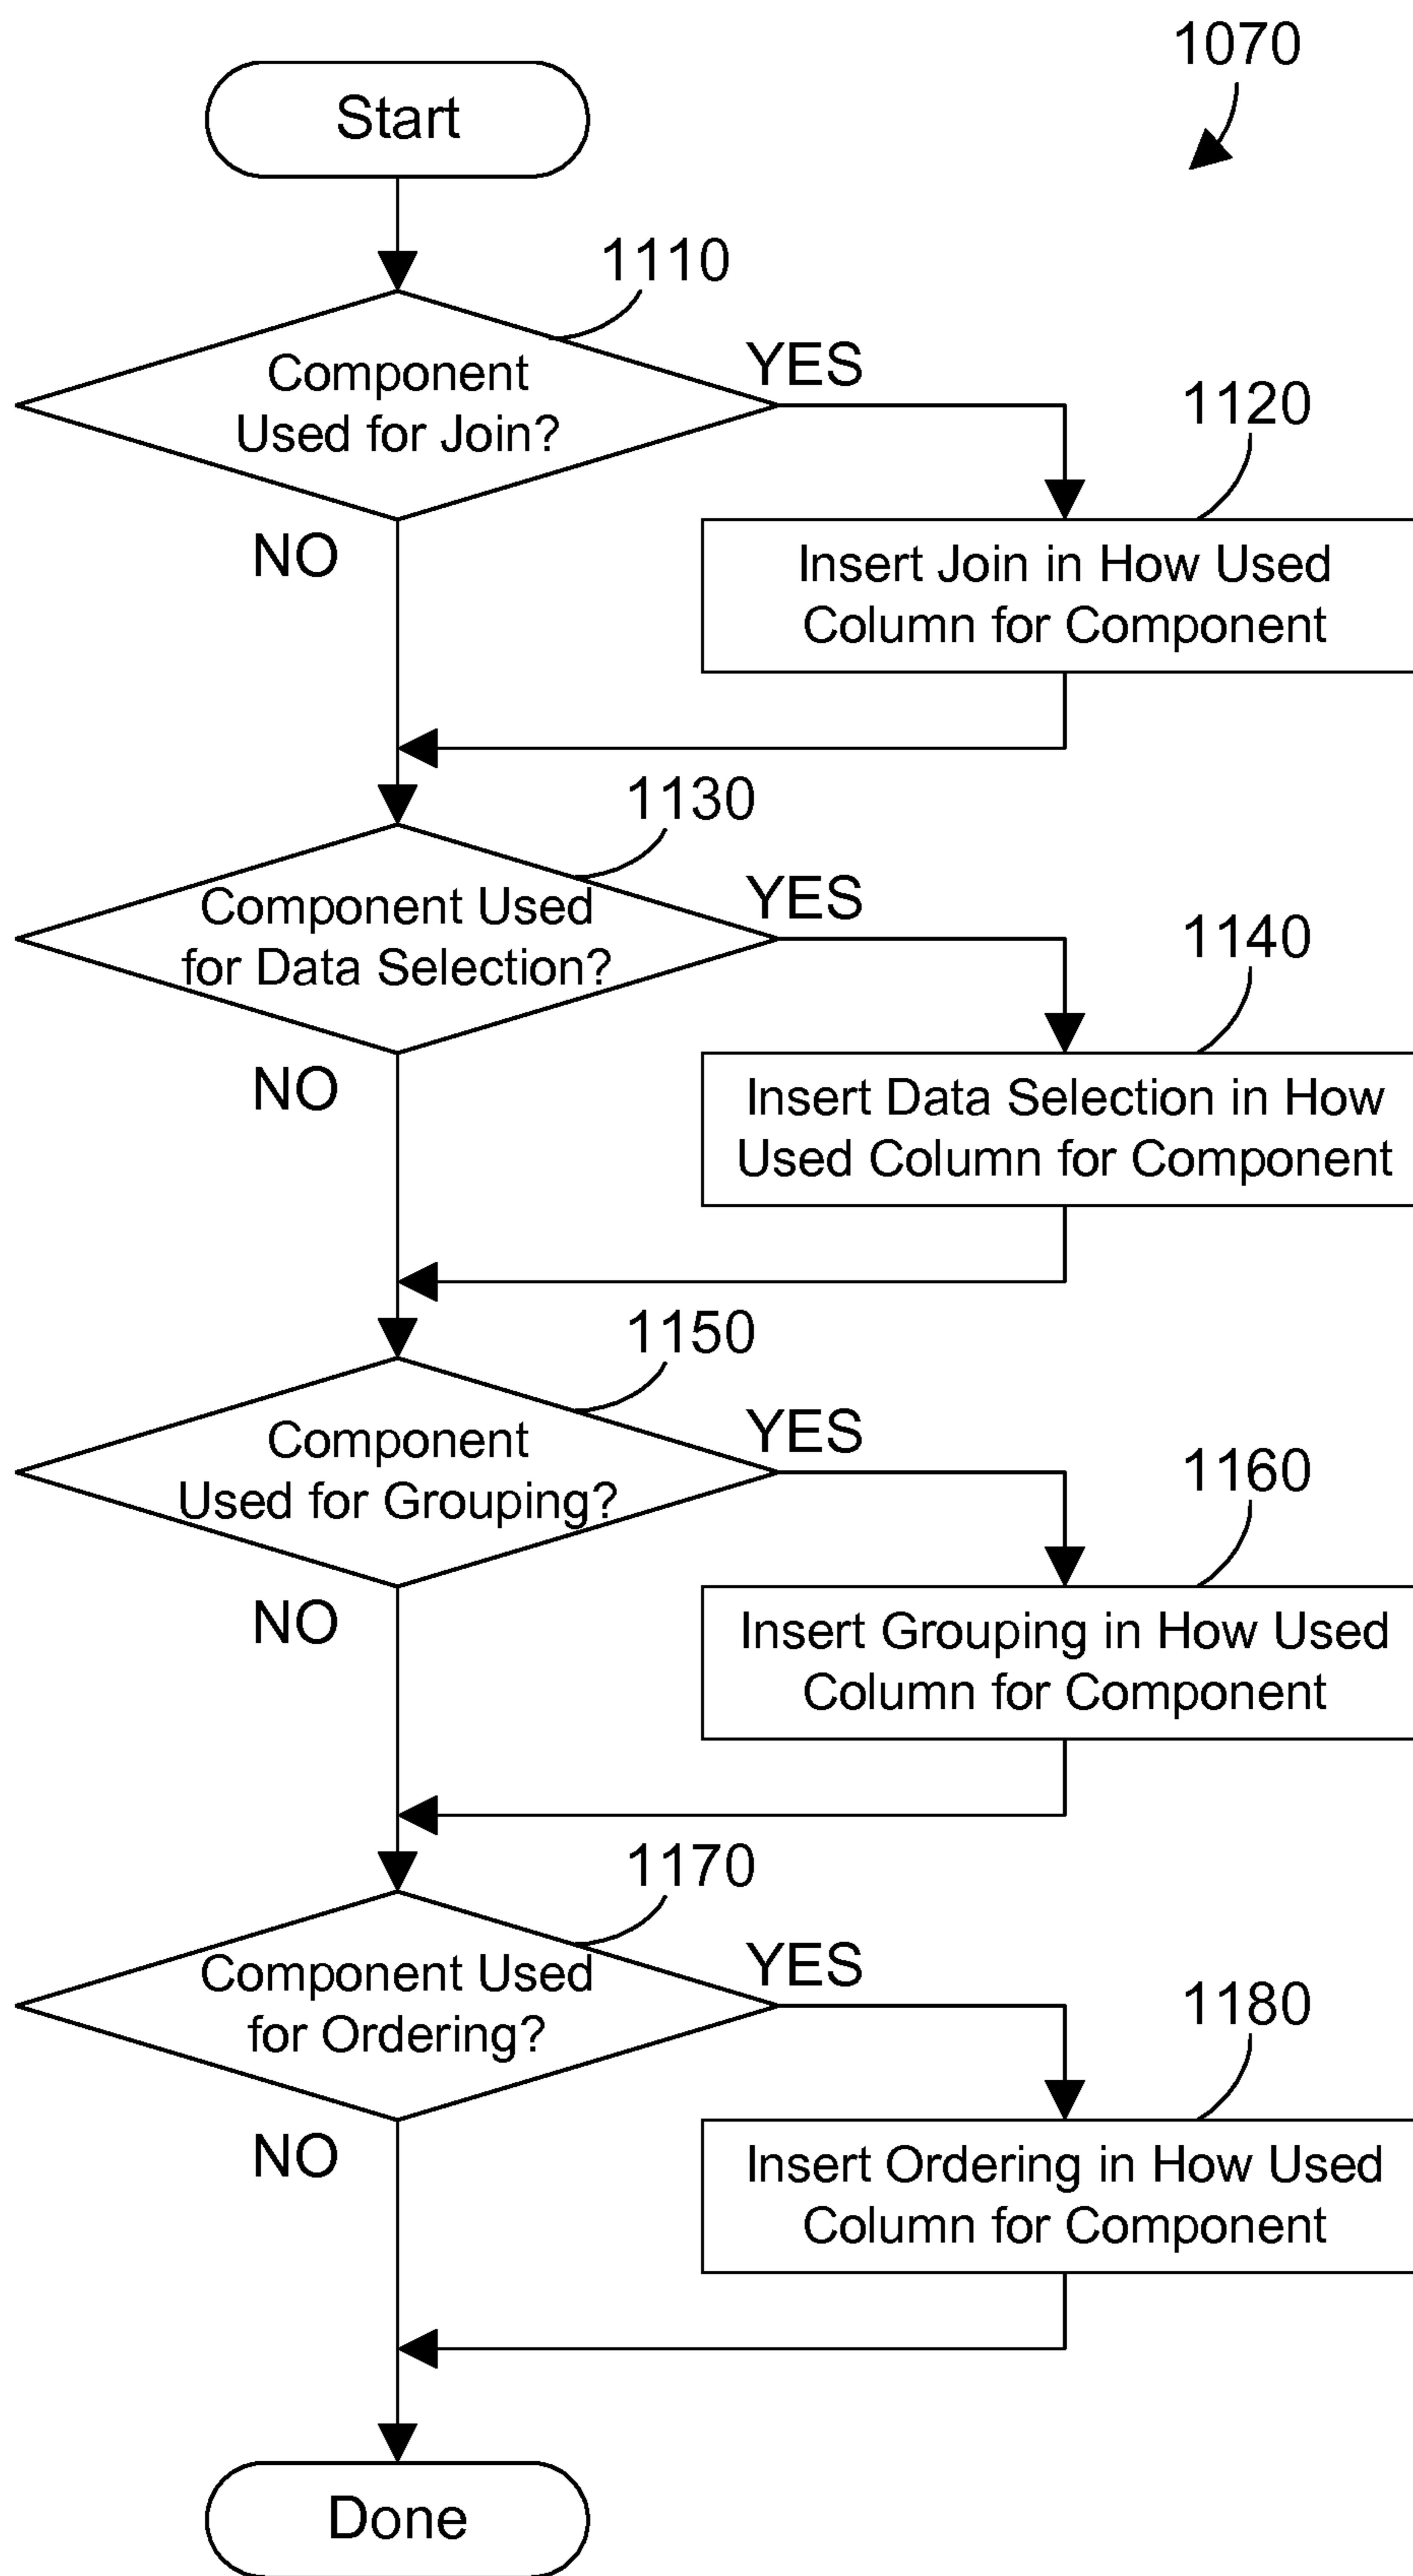 1070
Start
1110
Component
Used for Join?
YES
1120
NO
Insert Join in How Used
Column for Component
1130
Component Used
for Data Selection?
YES
1140
NO
Insert Data Selection in How
Used Column for Component
1150
Component
Used for Grouping?
YES
1160
NO
Insert Grouping in How Used
Column for Component
1170
Component Used
for Ordering?
YES
1180
NO
Insert Ordering in How Used
Column for Component
Done